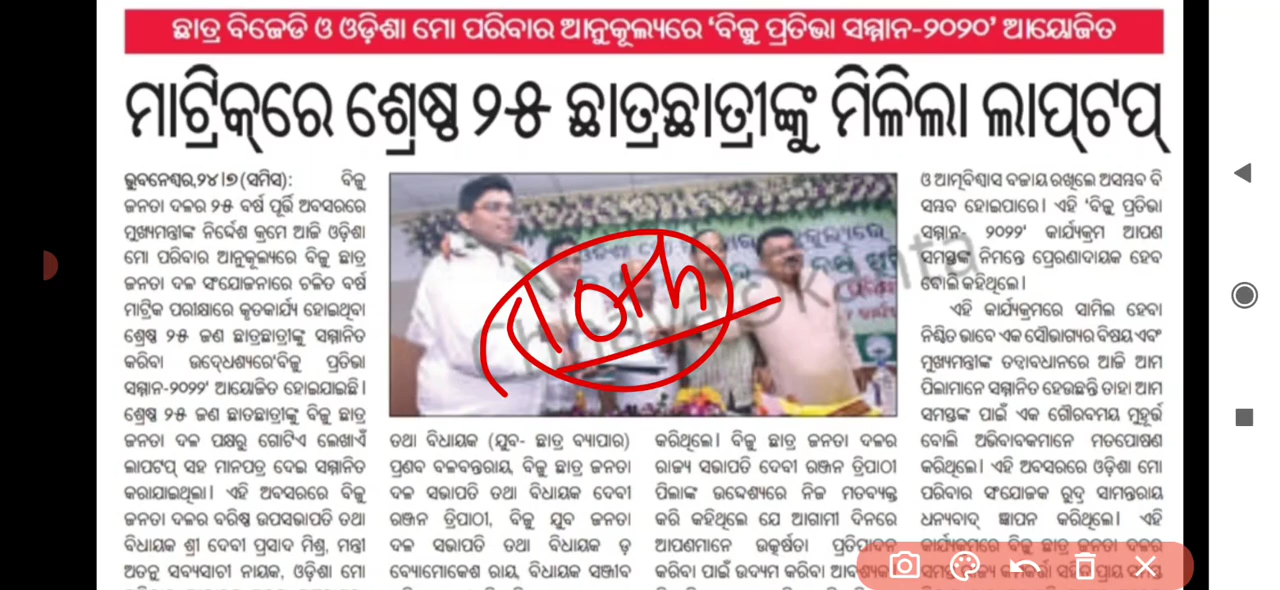 ଛାତ୍ର ବିଜେଡି ଓ ଓଡ଼ିଶା ମୋ ପରିବାର ଆନୁକୂଲ୍ୟରେ ‘ବିଜୁ ପ୍ରତିଭା ସମ୍ମାନ-୨୦୨୦’ ଆୟୋଜିତ
ମାଟ୍ରିକ୍‌ରେ ଶ୍ରେଷ୍ଠ ୨୫ ଛାତ୍ରଛାତ୍ରୀଙ୍କୁ ମିଳିଲା ଲାପ୍‌ଟପ୍
ଭୁବନେଶ୍ୱର,୨୪।୭(ସମିସ): ବିଜୁ
ଜନତା ଦଳର ୨୫ ବର୍ଷ ପୂର୍ତ୍ତି ଅବସରରେ
ମୁଖ୍ୟମନ୍ତ୍ରୀଙ୍କ ନିର୍ଦ୍ଦେଶ କ୍ରମେ ଆଜି ଓଡ଼ିଶା
ମୋ ପରିବାର ଆନୁକୂଲ୍ୟରେ ବିଜୁ ଛାତ୍ର
ଜନତା ଦଳ ସଂଯୋଜନାରେ ଚଳିତ ବର୍ଷ
ମାଟ୍ରିକ ପରୀକ୍ଷାରେ କୃତକାର୍ଯ୍ୟ ହୋଇଥିବା
ଶ୍ରେଷ୍ଠ ୨୫ ଜଣ ଛାତ୍ରଛାତ୍ରୀଙ୍କୁ ସମ୍ମାନିତ
କରିବା ଉଦ୍ଦେଶ୍ୟରେ‘ବିଜୁ ପ୍ରତିଭା
ସମ୍ମାନ-୨୦୨୨’ ଆୟୋଜିତ ହୋଇଯାଇଛି।
ଶ୍ରେଷ୍ଠ ୨୫ ଜଣ ଛାତଛାତ୍ରୀଙ୍କୁ ବିଜୁ ଛାତ୍ର
ଜନତା ଦଳ ପକ୍ଷରୁ ଗୋଟିଏ ଲେଖାଏଁ
ଲାପଟପ୍ ସହ ମାନପତ୍ର ଦେଇ ସମ୍ମାନିତ
କରାଯାଇଥିଲା। ଏହି ଅବସରରେ ବିଜୁ
ଜନତା ଦଳର ବରିଷ୍ଠ ଉପସଭାପତି ତଥା
ବିଧାୟକ ଶ୍ରୀ ଦେବୀ ପ୍ରସାଦ ମିଶ୍ର, ମନ୍ତ୍ରୀ
ଅତନୁ ସବ୍ୟସାଚୀ ନାୟକ, ଓଡ଼ିଶା ମୋ
10th
ତଥା ବିଧାୟକ (ଯୁବ- ଛାତ୍ର ବ୍ୟାପାର)
ପ୍ରଣବ ବଳବନ୍ତରାୟ, ବିଜୁ ଛାତ୍ର ଜନତା
ଦଳ ସଭାପତି ତଥା ବିଧାୟକ ଦେବୀ
ରଞ୍ଜନ ତ୍ରିପାଠୀ, ବିଜୁ ଯୁବ ଜନତା
ଦଳ ସଭାପତି ତଥା ବିଧାୟକ ଡ଼
ବ୍ୟୋମୋକେଶ ରାୟ, ବିଧାୟକ ସଞ୍ଜୀବ
କରିଥିଲେ। ବିଜୁ ଛାତ୍ର ଜନତା ଦଳର
ରାଜ୍ୟ ସଭାପତି ଦେବୀ ରଞ୍ଜନ ତ୍ରିପାଠୀ
ପିଲାଙ୍କ ଉଦ୍ଦେଶ୍ୟରେ ନିଜ ମତବ୍ୟକ୍ତ
କରି କହିଥିଲେ ଯେ ଆଗାମୀ ଦିନରେ
ଆପଣମାନେ ଉତ୍କର୍ଷତା ପ୍ରତିପାଦନ
କରିବା ପାଇଁ ଉଦ୍ୟମ କରିବା ଆବଶ୍ୟକ
ଓ ଆତ୍ମବିଶ୍ୱାସ ବଜାୟ ରଖିଲେ ଅସମ୍ଭବ ବି
ସମ୍ଭବ ହୋଇପାରେ। ଏହି ‘ବିଜୁ ପ୍ରତିଭା
ସମ୍ମାନ- ୨୦୨୨’ କାର୍ଯ୍ୟକ୍ରମ ଆପଣ
ସମସ୍ତଙ୍କ ନିମନ୍ତେ ପ୍ରେରଣାଦାୟକ ହେବ
ବୋଲି କହିଥିଲେ।
ଏହି କାର୍ଯ୍ୟକ୍ରମରେ ସାମିଲ ହେବା
ନିଶ୍ଚିତ ଭାବେ ଏକ ସୌଭାଗ୍ୟର ବିଷୟ ଏବଂ
ମୁଖ୍ୟମନ୍ତ୍ରୀଙ୍କ ତତ୍ୱାବଧାନରେ ଆଜି ଆମ
ପିଲାମାନେ ସମ୍ମାନିତ ହେଉଛନ୍ତି ତାହା ଆମ
ସମସ୍ତଙ୍କ ପାଇଁ ଏକ ଗୌରବମୟ ମୁହୂର୍ତ୍ତ
ବୋଲି ଅଭିବାବକମାନେ ମତପୋଷଣ
କରିଥିଲେ। ଏହି ଅବସରରେ ଓଡ଼ିଶା ମୋ
ପରିବାର ସଂଯୋଜକ ରୁଦ୍ର ସାମନ୍ତରାୟ
ଧନ୍ୟବାଦ୍ ଜ୍ଞାପନ କରିଥିଲେ। ଏହି
କାର୍ଯ୍ୟକ୍ରମରେ ବିଜୁ ଛାତ୍ର ଜନତା ଦଳର